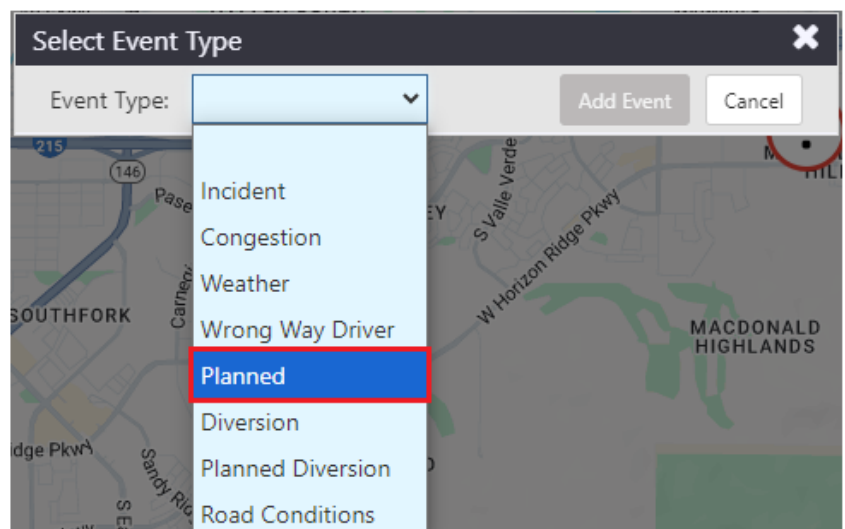 Select Event Type
Event Type:
Add Event
Cancel
Incident
Congestion
Weather
Wrong Way Driver
Planned
Diversion
Planned Diversion
Road Conditions
215
146
S Valle Verde
W Horizon Ridge Pkwy
SOUTHFORK
MACDONALD
HIGHLANDS